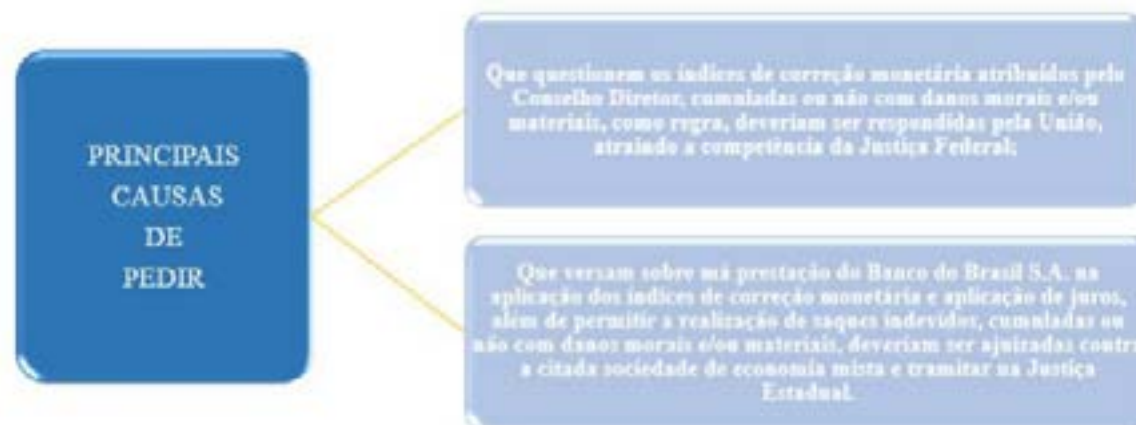 PRINCIPAIS
CAUSAS
DE
PEDIR
Que questionem os índices de correção monetária atribuídos pelo
Conselho Diretor, cumuladas ou não com danos morais e/ou
materiais, como regra, deveriam ser respondidas pela União,
atraindo a competência da Justiça Federal;
Que versam sobre má prestação do Banco do Brasil S.A. na
aplicação dos índices de correção monetária e aplicação de juros,
além de permitir a realização de saques indevidos, cumuladas ou
não com danos morais e/ou materiais, deveriam ser ajuizadas contra
a citada sociedade de economia mista e tramitar na Justiça
Estadual.